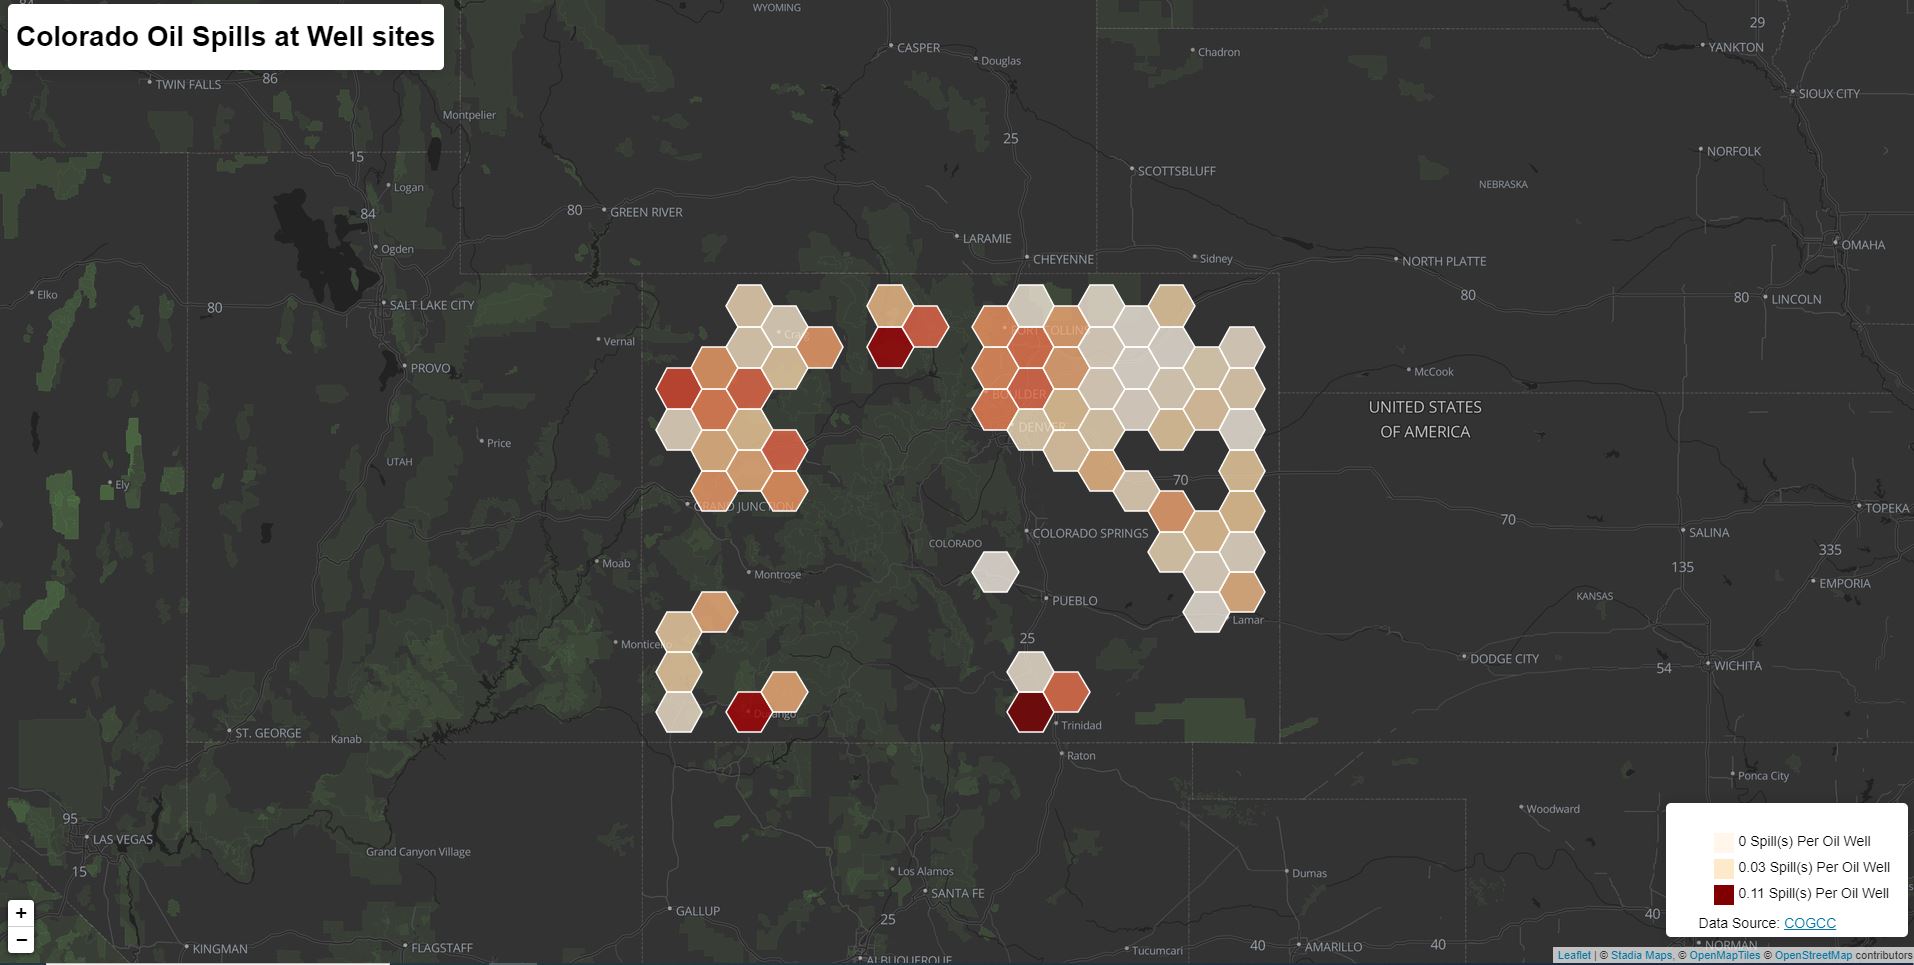 Colorado Oil Spills at Well sites
WYOMING
29
CASPER
Chadron
YANKTON
Douglas
86
TWIN FALLS
SIOUX CITY
Montpelier
25
15
NORFOLK
SCOTTSBLUFF
Logan
NEBRASKA
84
80
GREEN RIVER
LARAMIE
Ogden
OMAHA
CHEYENNE
Sidney
NORTH PLATTE
Elko
80
SALT LAKE CITY
80
80
LINCOLN
Craig
FORT COLLINS
Vernal
PROVO
McCook
BOULDER
UNITED STATES
OF AMERICA
DENVER
Price
UTAH
Ely
70
GRAND JUNCTION
TOPEKA
70
COLORADO SPRINGS
SALINA
COLORADO
335
Moab
Montrose
135
EMPORIA
KANSAS
PUEBLO
Lamar
25
Monticello
DODGE CITY
54
WICHITA
Durango
Trinidad
ST. GEORGE
Kanab
Raton
Ponca City
Woodward
95
LAS VEGAS
Grand Canyon Village
15
Los Alamos
Dumas
SANTA FE
GALLUP
25
40
KINGMAN
FLAGSTAFF
Tucumcari
40
AMARILLO
40
NORMAN
ALBUQUERQUE
0 Spill(s) Per Oil Well
0.03 Spill(s) Per Oil Well
0.11 Spill(s) Per Oil Well
Data Source: COGCC
+
−
Leaflet | © Stadia Maps, © OpenMapTiles © OpenStreetMap contributors